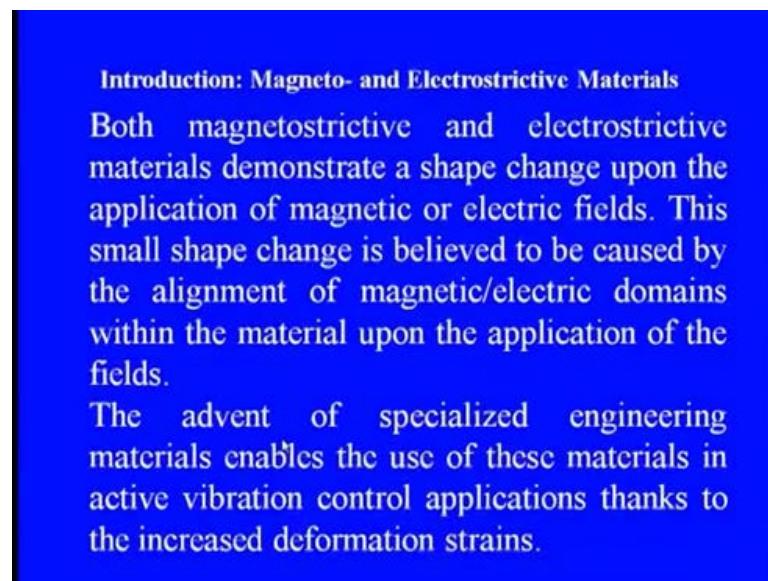 Introduction: Magneto- and Electrostrictive Materials
Both magnetostrictive and electrostrictive
materials demonstrate a shape change upon the
application of magnetic or electric fields. This
small shape change is believed to be caused by
the alignment of magnetic/electric domains
within the material upon the application of the
fields.
The advent of specialized engineering
materials enables the use of these materials in
active vibration control applications thanks to
the increased deformation strains.